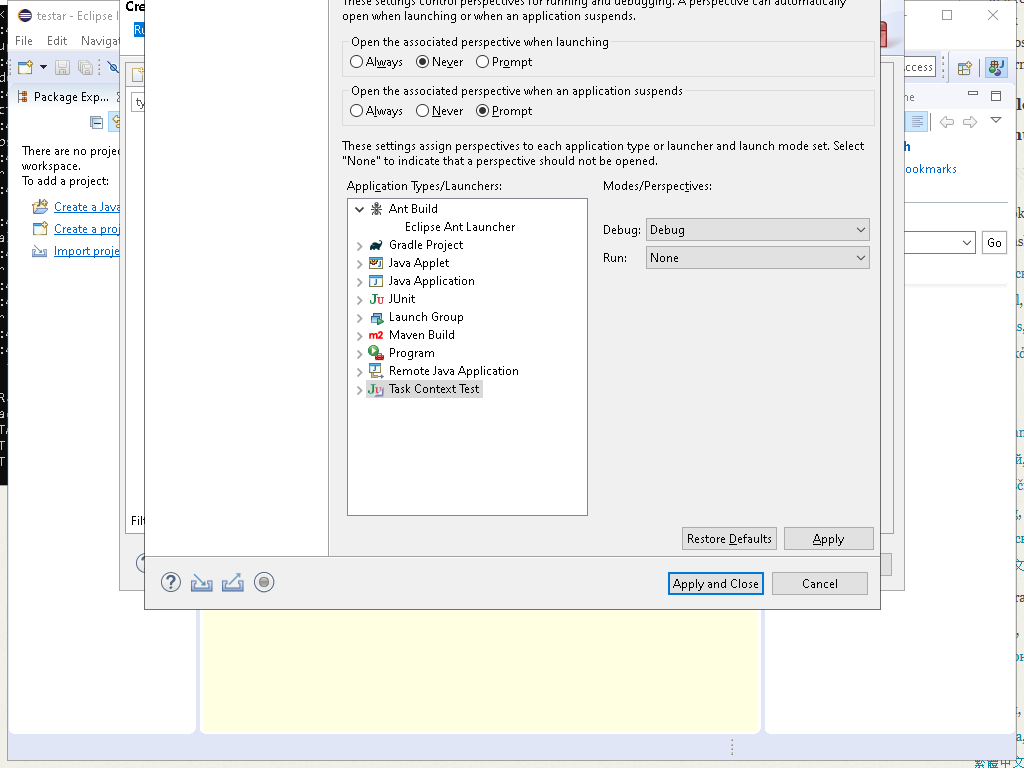 testar - Eclipse I
File Edit Navigat
Package Exp...
There are no proje
workspace.
To add a project:
Create a Java
Create a proj
Import proje
Cre
These settings control perspectives for running and debugging. A perspective can automatically
open when launching or when an application suspends.
Open the associated perspective when launching
Always Never Prompt
Open the associated perspective when an application suspends
Always Never Prompt
These settings assign perspectives to each application type or launcher and launch mode set. Select
"None" to indicate that a perspective should not be opened.
Application Types/Launchers:
Modes/Perspectives:
Ant Build
Eclipse Ant Launcher
Gradle Project
Java Applet
Java Application
JUnit
Launch Group
Maven Build
Program
Remote Java Application
Task Context Test
Debug: Debug
Run: None
Restore Defaults
Apply
Apply and Close
Cancel
ccess
ookmarks
Go
繁體中文